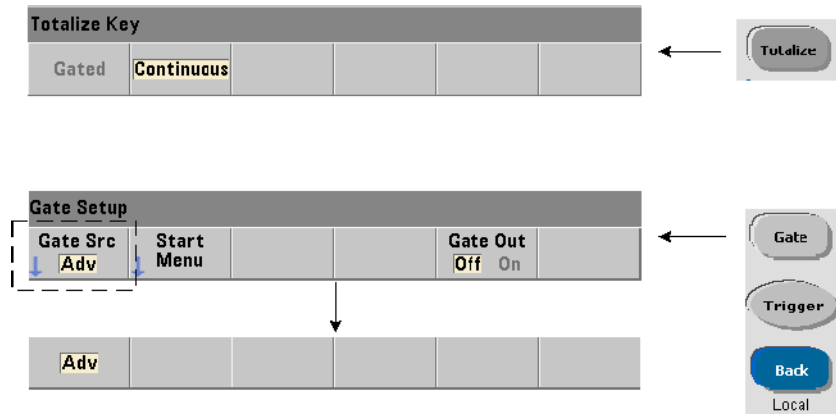 Totalize Key
Totalize
Gated Continuous
Gate Setup
Gate Src Start Gate Out
Adv Menu Off On
Gate
Trigger
Adv
Back
Local